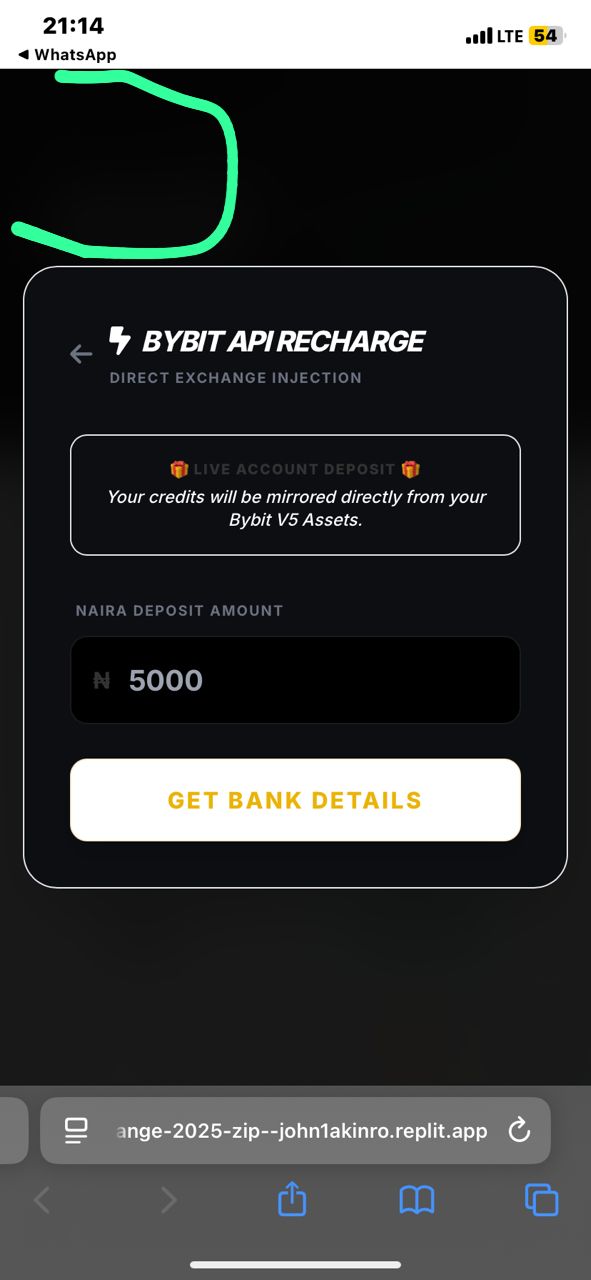 21:14
LTE 54
◀ WhatsApp
BYBIT API RECHARGE
DIRECT EXCHANGE INJECTION
🎁 LIVE ACCOUNT DEPOSIT 🎁
Your credits will be mirrored directly from your
Bybit V5 Assets.
NAIRA DEPOSIT AMOUNT
₦ 5000
GET BANK DETAILS
ange-2025-zip--john1akinro.replit.app